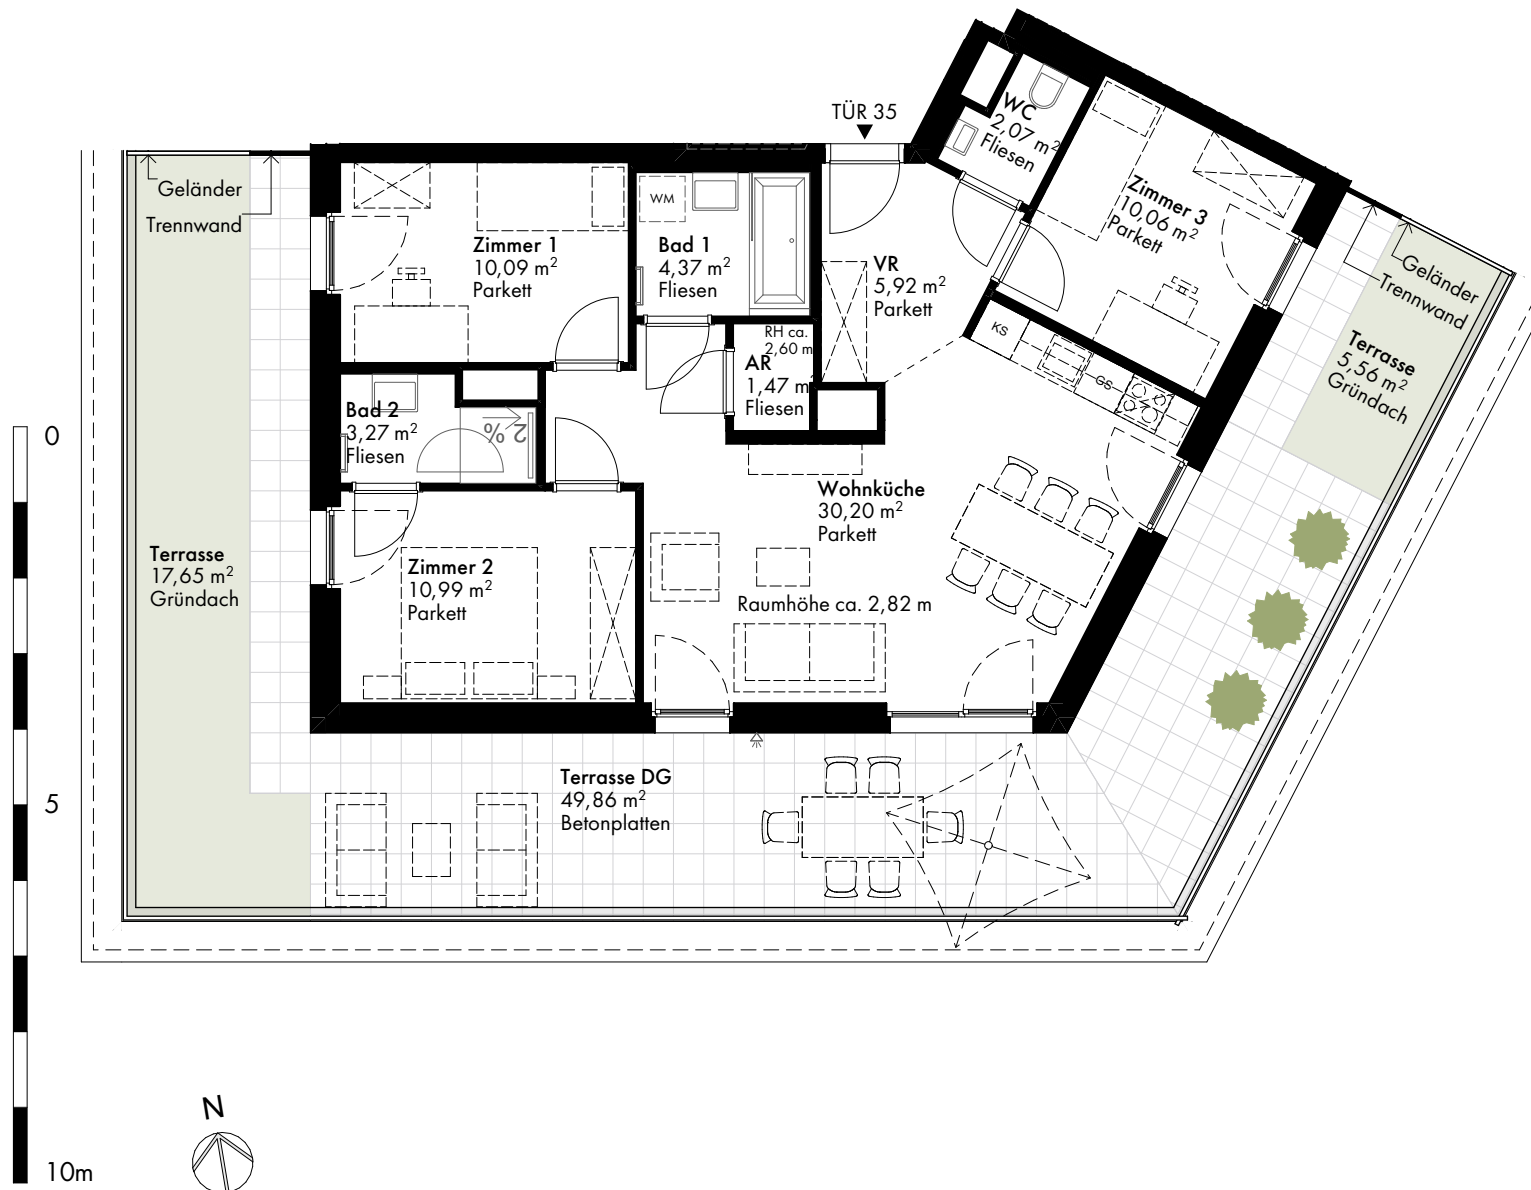 TÜR 35
WC
2,07 m²
Fliesen
Geländer
Trennwand
Zimmer 1
10,09 m²
Parkett
WM
Bad 1
4,37 m²
Fliesen
VR
5,92 m²
Parkett
Zimmer 3
10,06 m²
Parkett
Geländer
Trennwand
Terrasse
5,56 m²
Gründach
KS
GS
RH ca.
2,60 m
AR
1,47 m
Fliesen
Bad 2
3,27 m²
Fliesen
2 %
Wohnküche
30,20 m²
Parkett
Raumhöhe ca. 2,82 m
Terrasse
17,65 m²
Gründach
Zimmer 2
10,99 m²
Parkett
Terrasse DG
49,86 m²
Betonplatten
0
5
10m
N